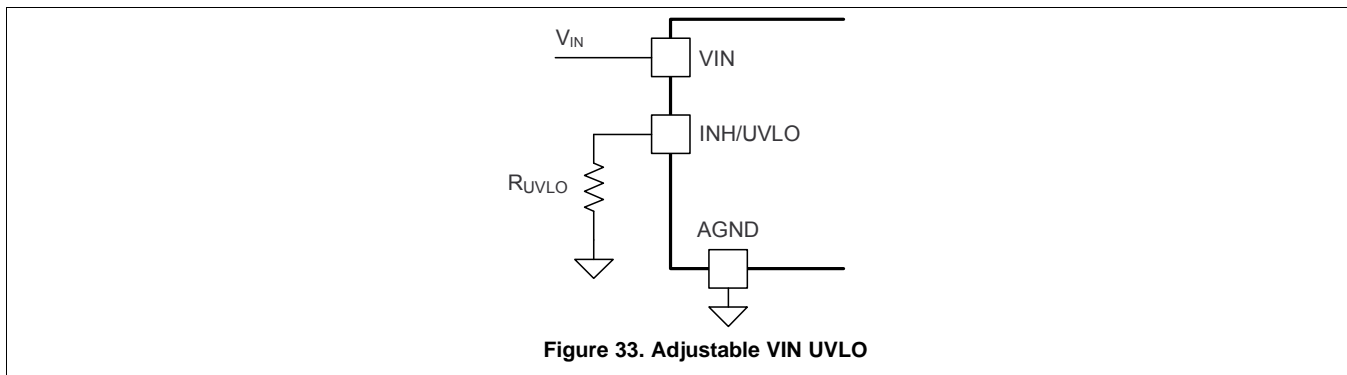 VIN
VIN
INH/UVLO
RUVLO
AGND
Figure 33. Adjustable VIN UVLO